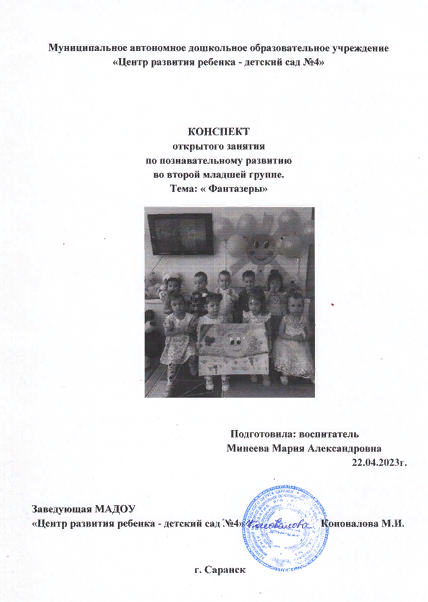 Муниципальное автономное дошкольное образовательное учреждение
«Центр развития ребенка - детский сад №4»
КОНСПЕКТ
открытого занятия
по познавательному развитию
во второй младшей группе.
Тема: « Фантазеры»
Подготовила: воспитатель
Минеева Мария Александровна
22.04.2023г.
Заведующая МАДОУ
«Центр развития ребенка - детский сад №4» Коновалова М.И.
г. Саранск